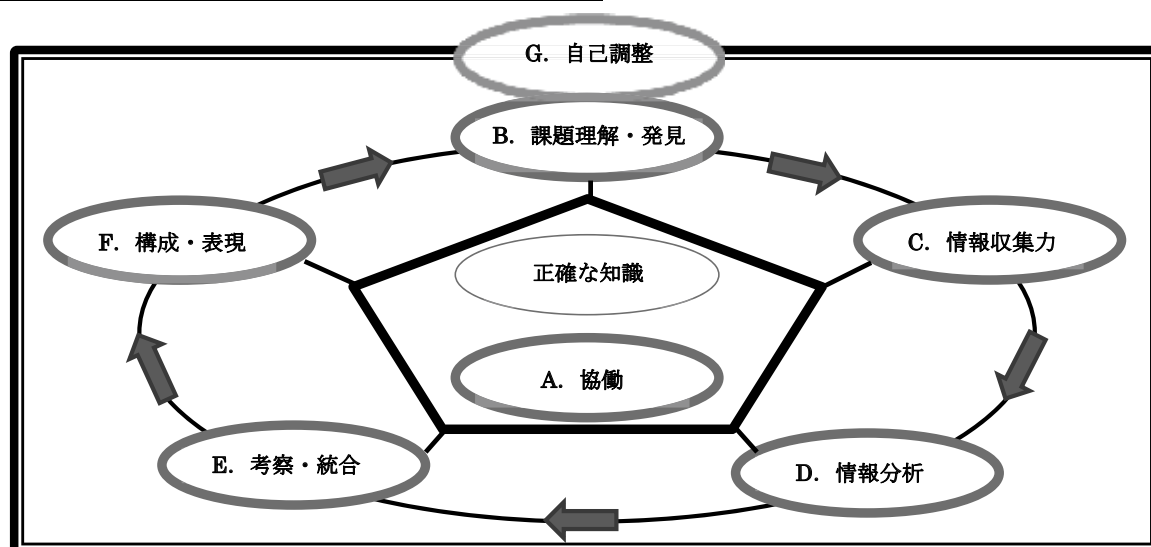 G. 自己調整
B. 課題理解・発見
F. 構成・表現
C. 情報収集力
正確な知識
A. 協働
E. 考察・統合
D. 情報分析